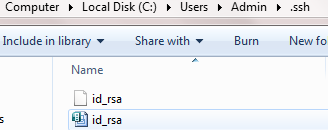 Computer ▸ Local Disk (C:) ▸ Users ▸ Admin ▸ .ssh
Include in library ▾ Share with ▾ Burn New fo
Name
id_rsa
id_rsa
s